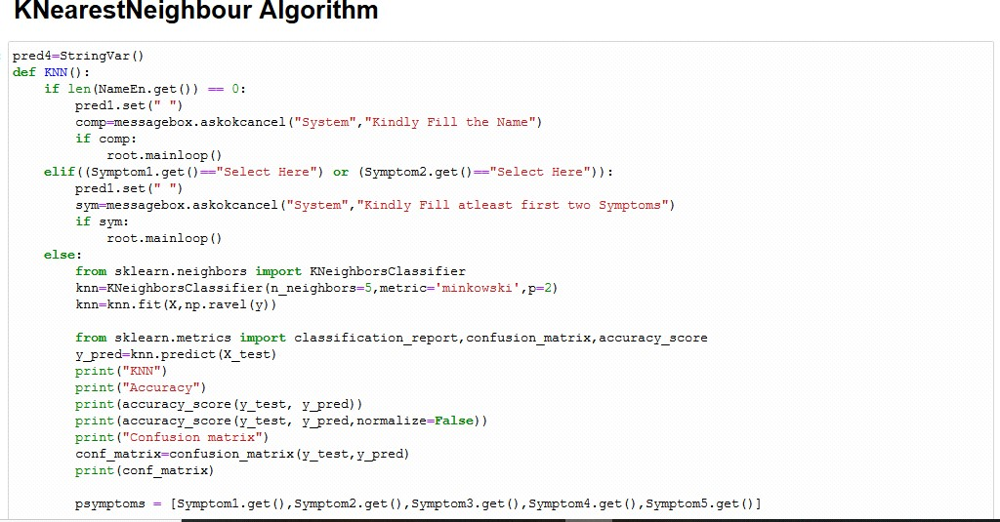 KNearestNeighbour Algorithm
pred4=StringVar()
def KNN():
    if len(NameEn.get()) == 0:
        pred1.set(" ")
        comp=messagebox.askokcancel("System","Kindly Fill the Name")
        if comp:
            root.mainloop()
    elif((Symptom1.get()=="Select Here") or (Symptom2.get()=="Select Here")):
        pred1.set(" ")
        sym=messagebox.askokcancel("System","Kindly Fill atleast first two Symptoms")
        if sym:
            root.mainloop()
    else:
        from sklearn.neighbors import KNeighborsClassifier
        knn=KNeighborsClassifier(n_neighbors=5,metric='minkowski',p=2)
        knn=knn.fit(X,np.ravel(y))
        from sklearn.metrics import classification_report,confusion_matrix,accuracy_score
        y_pred=knn.predict(X_test)
        print("KNN")
        print("Accuracy")
        print(accuracy_score(y_test, y_pred))
        print(accuracy_score(y_test, y_pred,normalize=False))
        print("Confusion matrix")
        conf_matrix=confusion_matrix(y_test,y_pred)
        print(conf_matrix)
        psymptoms = [Symptom1.get(),Symptom2.get(),Symptom3.get(),Symptom4.get(),Symptom5.get()]